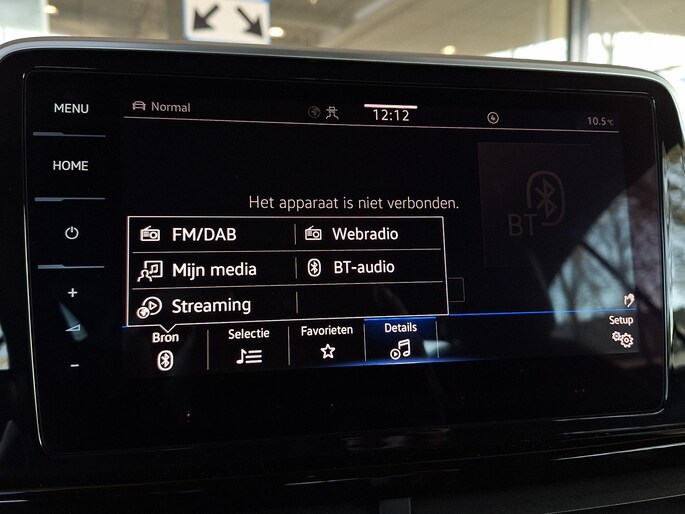 MENU
HOME
Normal
12:12
10.5°C
Het apparaat is niet verbonden.
BT
FM/DAB
Webradio
Mijn media
BT-audio
Streaming
Bron
Selectie
Favorieten
Details
Setup
+
-